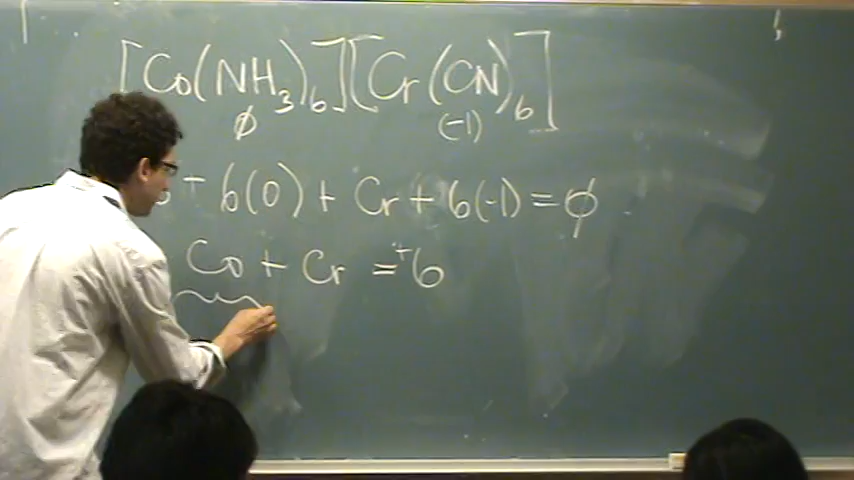 [Co(NH₃)₆][Cr(CN)₆]
φ (-1)
+ 6(0) + Cr + 6(-1) = φ
Co + Cr = +6